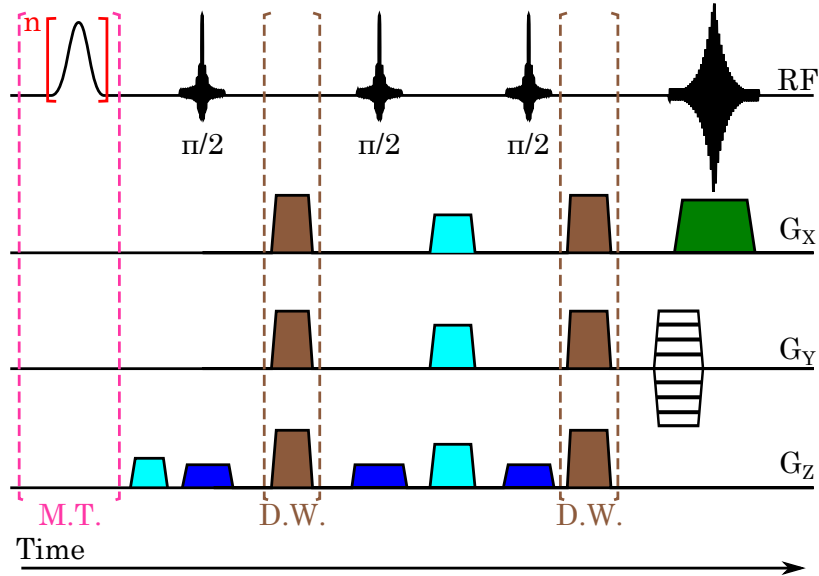 n
RF
π/2 π/2 π/2
G_X
G_Y
G_Z
M.T. D.W. D.W.
Time